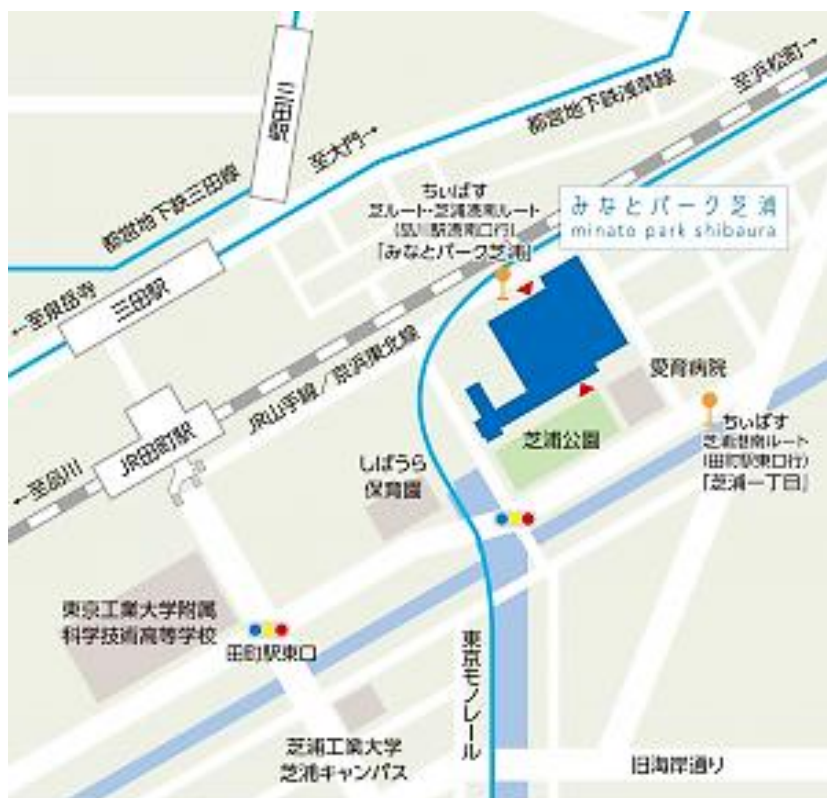 三田駅
至浜松町→
都営地下鉄浅草線
至大門→
都営地下鉄三田線
ちぃばす
芝ルート・芝浦港南ルート
(品川駅港南口行)
「みなとパーク芝浦」
みなとパーク芝浦
minato park shibaura
←至泉岳寺
三田駅
JR山手線/京浜東北線
愛育病院
JR田町駅
芝浦公園
ちぃばす
芝浦港南ルート
(田町駅東口行)
「芝浦一丁目」
←至品川
しばうら
保育園
東京工業大学附属
科学技術高等学校
田町駅東口
東京モノレール
芝浦工業大学
芝浦キャンパス
旧海岸通り